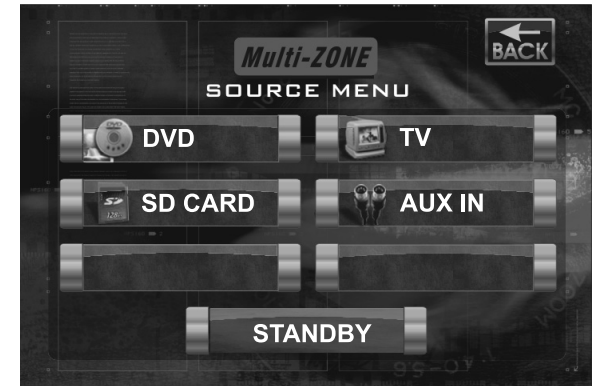 BACK
Multi-ZONE
SOURCE MENU
DVD
TV
SD CARD
AUX IN
STANDBY